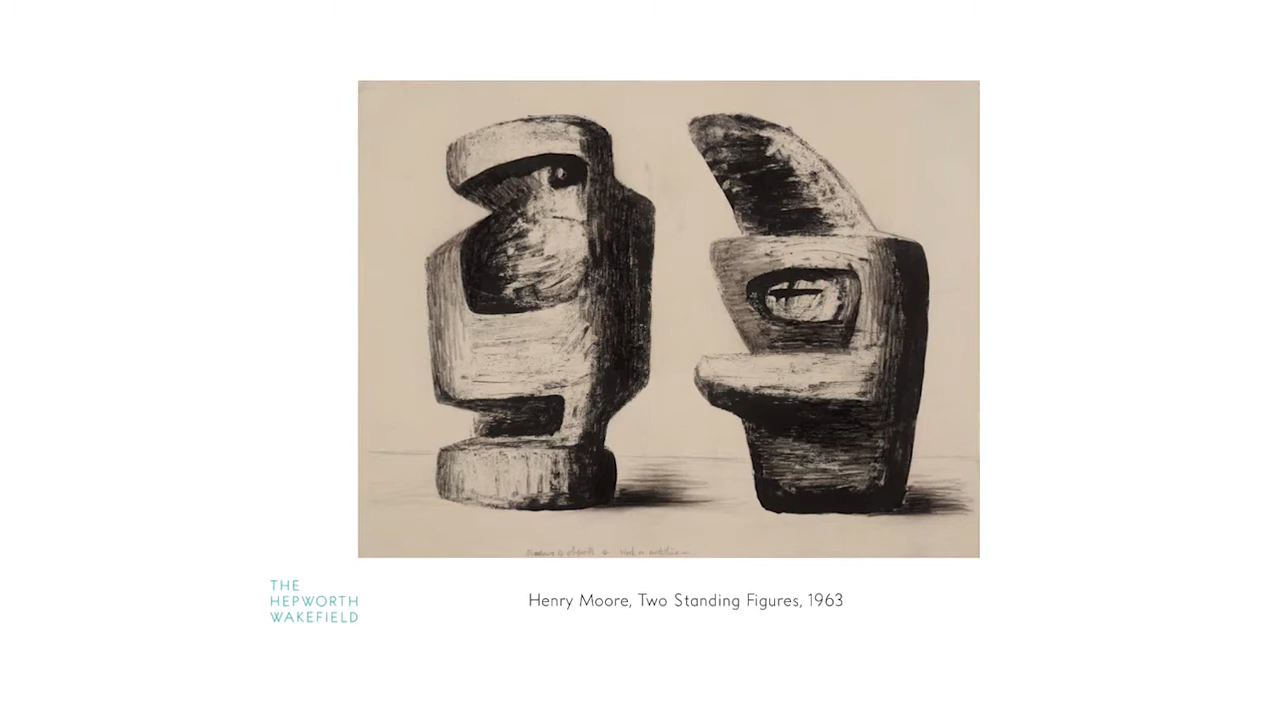 THE
HEPWORTH
WAKEFIELD
Henry Moore, Two Standing Figures, 1963